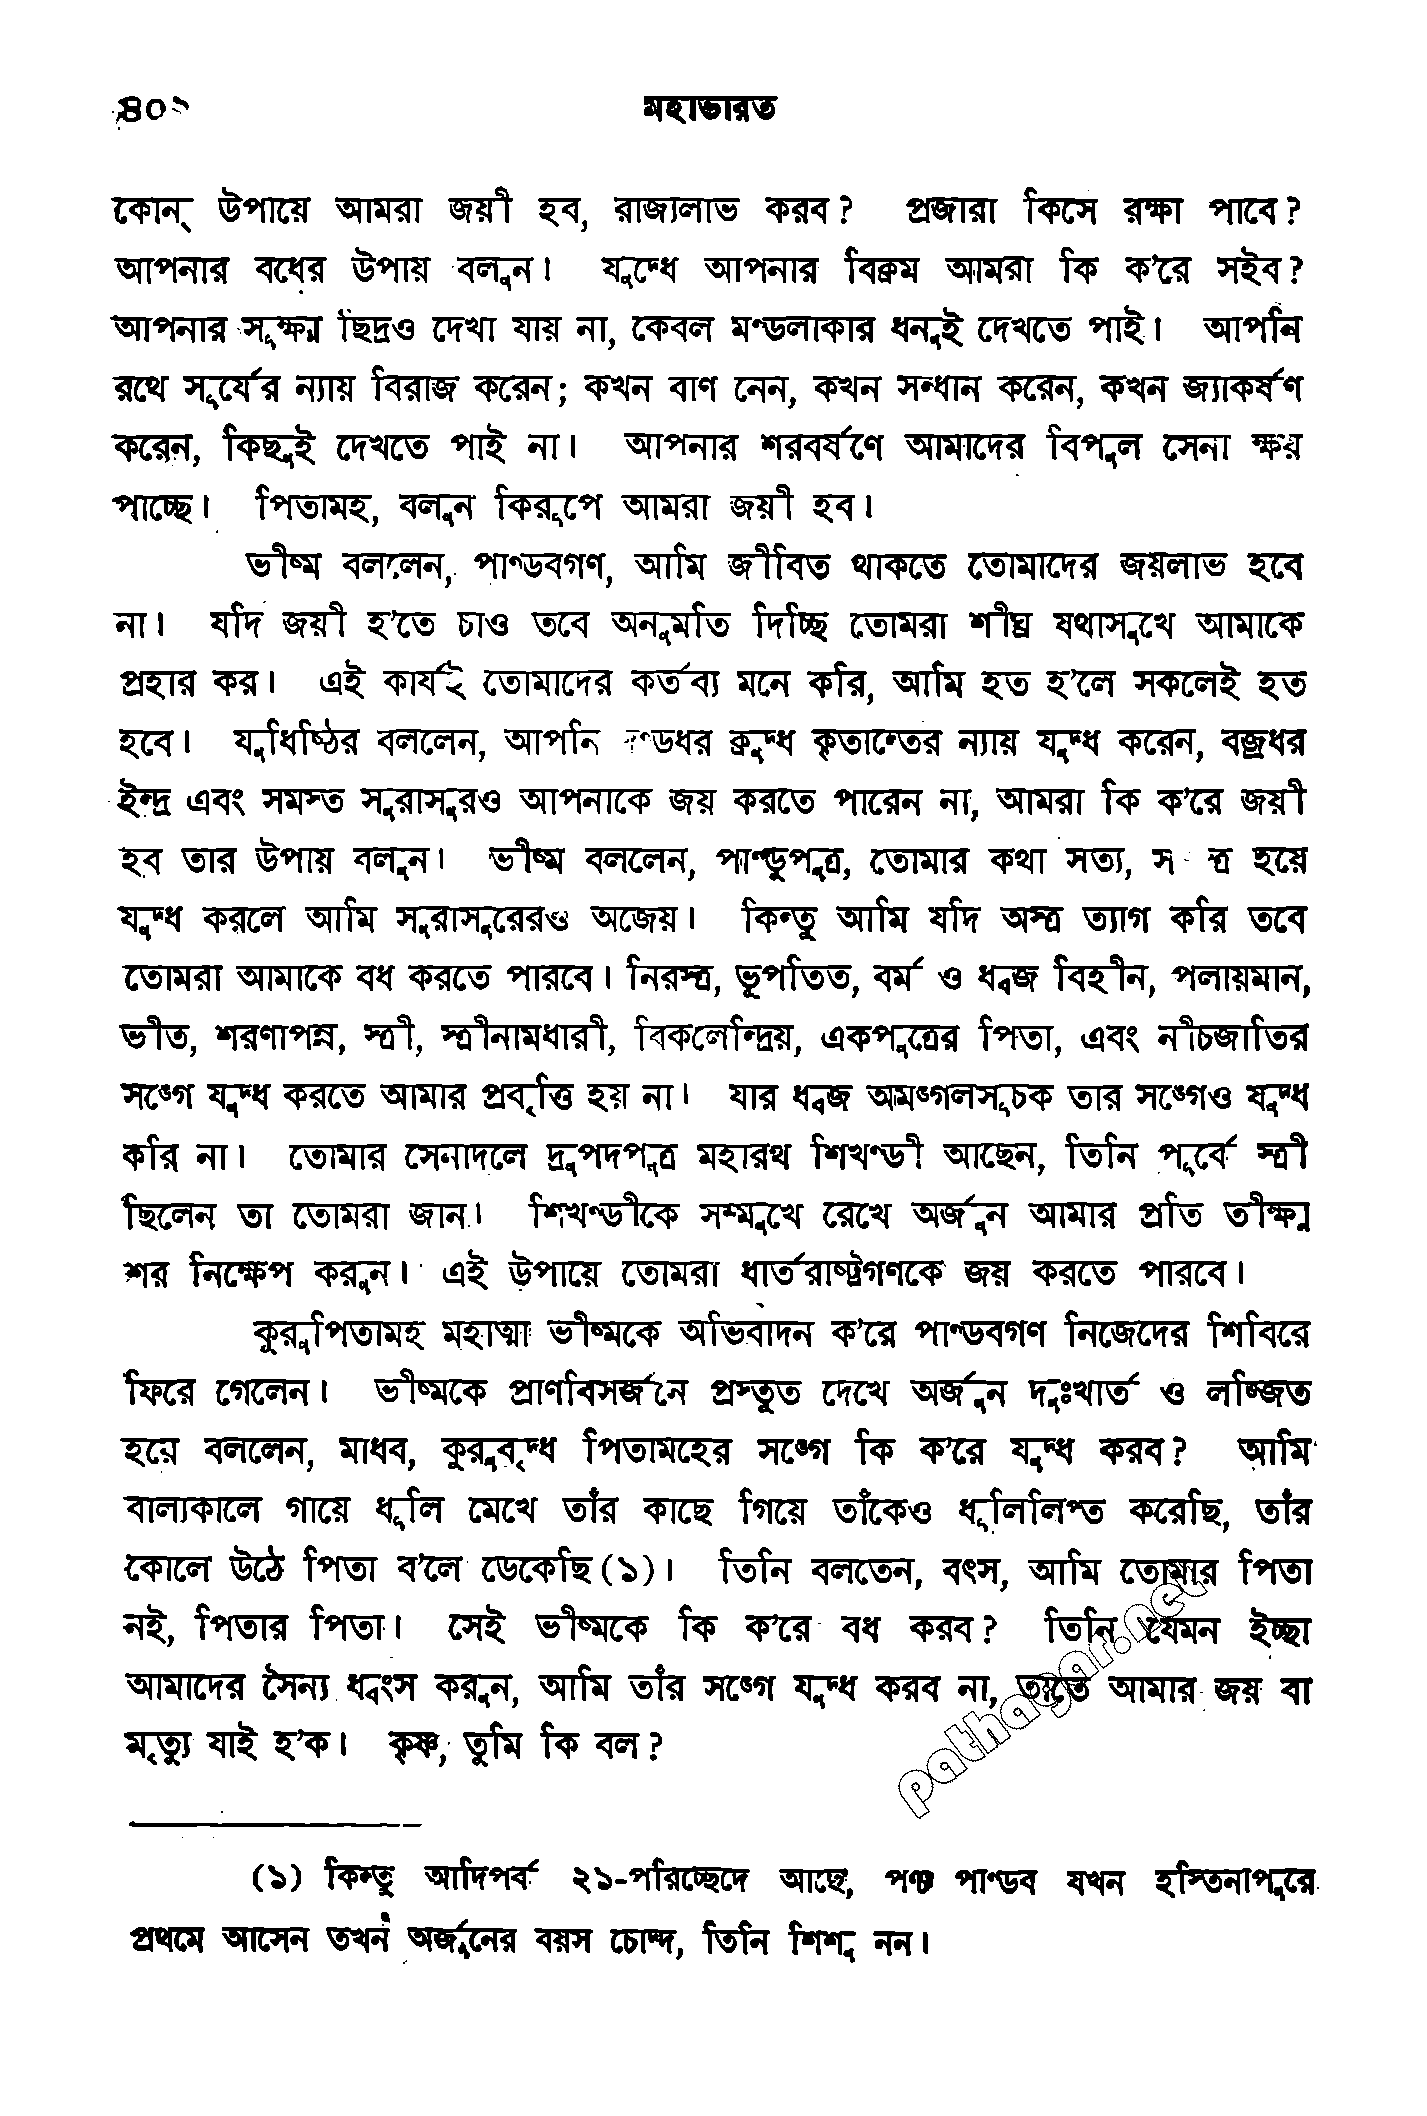 ৪০২ মহাভারত
কোন্ উপায়ে আমরা জয়ী হব, রাজ্যলাভ করব? প্রজারা কিসে রক্ষা পাবে?
আপনার বধের উপায় বলুন। যুদ্ধে আপনার বিক্রম আমরা কি ক’রে সইব?
আপনার সূক্ষ্ম ছিদ্রও দেখা যায় না, কেবল মণ্ডলাকার ধনুই দেখতে পাই। আপনি
রথে সূর্যের ন্যায় বিরাজ করেন; কখন বাণ নেন, কখন সন্ধান করেন, কখন জ্যাকর্ষণ
করেন, কিছুই দেখতে পাই না। আপনার শরবর্ষণে আমাদের বিপুল সেনা ক্ষয়
পাচ্ছে। পিতামহ, বলুন কিরূপে আমরা জয়ী হব।
ভীষ্ম বললেন, পাণ্ডবগণ, আমি জীবিত থাকতে তোমাদের জয়লাভ হবে
না। যদি জয়ী হ’তে চাও তবে অনুমতি দিচ্ছি তোমরা শীঘ্র যথাসুখে আমাকে
প্রহার কর। এই কার্যই তোমাদের কর্তব্য মনে করি, আমি হত হ’লে সকলেই হত
হবে। যুধিষ্ঠির বললেন, আপনি ক্রুদ্ধ কৃতান্তের ন্যায় যুদ্ধ করেন, বজ্রধর
ইন্দ্র এবং সমস্ত সুরাসুরও আপনাকে জয় করতে পারেন না, আমরা কি ক’রে জয়ী
হব তার উপায় বলুন। ভীষ্ম বললেন, পাণ্ডুপুত্র, তোমার কথা সত্য, হয়ে
যুদ্ধ করলে আমি সুরাসুরেরও অজেয়। কিন্তু আমি যদি অস্ত্র ত্যাগ করি তবে
তোমরা আমাকে বধ করতে পারবে। নিরস্ত্র, ভূপতিত, বর্ম ও ধ্বজ বিহীন, পলায়মান,
ভীত, শরণাপন্ন, স্ত্রী, স্ত্রীনামধারী, বিকলেন্দ্রিয়, একপুত্রের পিতা, এবং নীচজাতির
সঙ্গে যুদ্ধ করতে আমার প্রবৃত্তি হয় না। যার ধ্বজ অমঙ্গলসূচক তার সঙ্গেও যুদ্ধ
করি না। তোমার সেনাদলে দ্রুপদপুত্র মহারথ শিখণ্ডী আছেন, তিনি পূর্বে স্ত্রী
ছিলেন তা তোমরা জান। শিখণ্ডীকে সম্মুখে রেখে অর্জুন আমার প্রতি তীক্ষ্ম
শর নিক্ষেপ করুন। এই উপায়ে তোমরা ধার্তরাষ্ট্রগণকে জয় করতে পারবে।
কুরুপিতামহ মহাত্মা ভীষ্মকে অভিবাদন ক’রে পাণ্ডবগণ নিজেদের শিবিরে
ফিরে গেলেন। ভীষ্মকে প্রাণবিসর্জনে প্রস্তুত দেখে অর্জুন দুঃখার্ত ও লজ্জিত
হয়ে বললেন, মাধব, কুরুবৃদ্ধ পিতামহের সঙ্গে কি ক’রে যুদ্ধ করব? আমি
বাল্যকালে গায়ে ধূলি মেখে তাঁর কাছে গিয়ে তাঁকেও ধূলিলিপ্ত করেছি, তাঁর
কোলে উঠে পিতা ব’লে ডেকেছি(১)। তিনি বলতেন, বৎস, আমি তোমার পিতা
নই, পিতার পিতা। সেই ভীষ্মকে কি ক’রে বধ করব? তিনি যেমন ইচ্ছা
আমাদের সৈন্য ধ্বংস করুন, আমি তাঁর সঙ্গে যুদ্ধ করব না, তাতে আমার জয় বা
মৃত্যু যাই হ’ক। কৃষ্ণ, তুমি কি বল?
pathagar.net
(১) কিন্তু আদিপর্ব ২১-পরিচ্ছেদে আছে, পঞ্চ পাণ্ডব যখন হস্তিনাপুরে
প্রথমে আসেন তখন অর্জুনের বয়স চোদ্দ, তিনি শিশু নন।